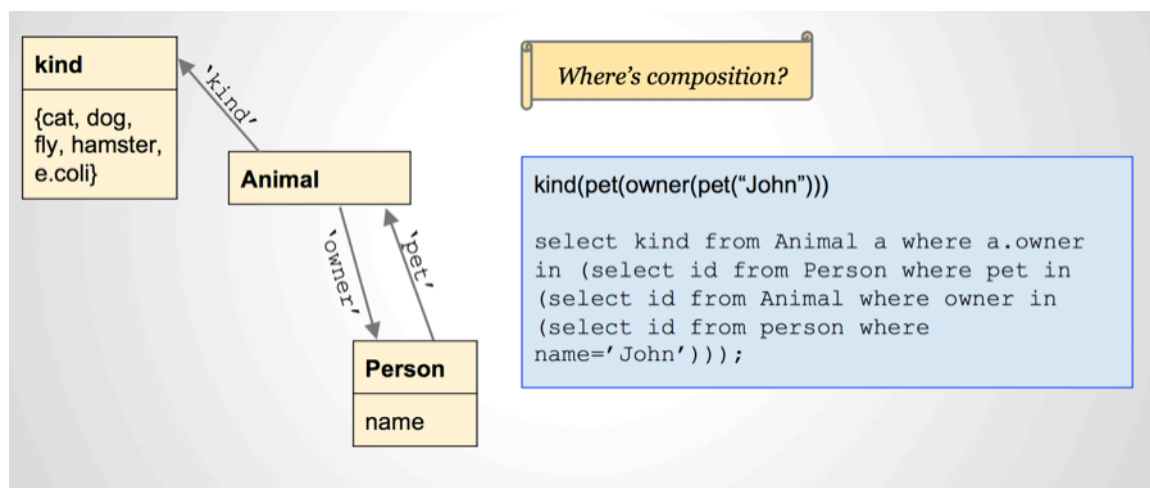 kind
{cat, dog,
fly, hamster,
e.coli}
‘kind’
Animal
‘owner’
‘pet’
Person
name
Where’s composition?
kind(pet(owner(pet(“John”)))
select kind from Animal a where a.owner
in (select id from Person where pet in
(select id from Animal where owner in
(select id from person where
name=’John’)));